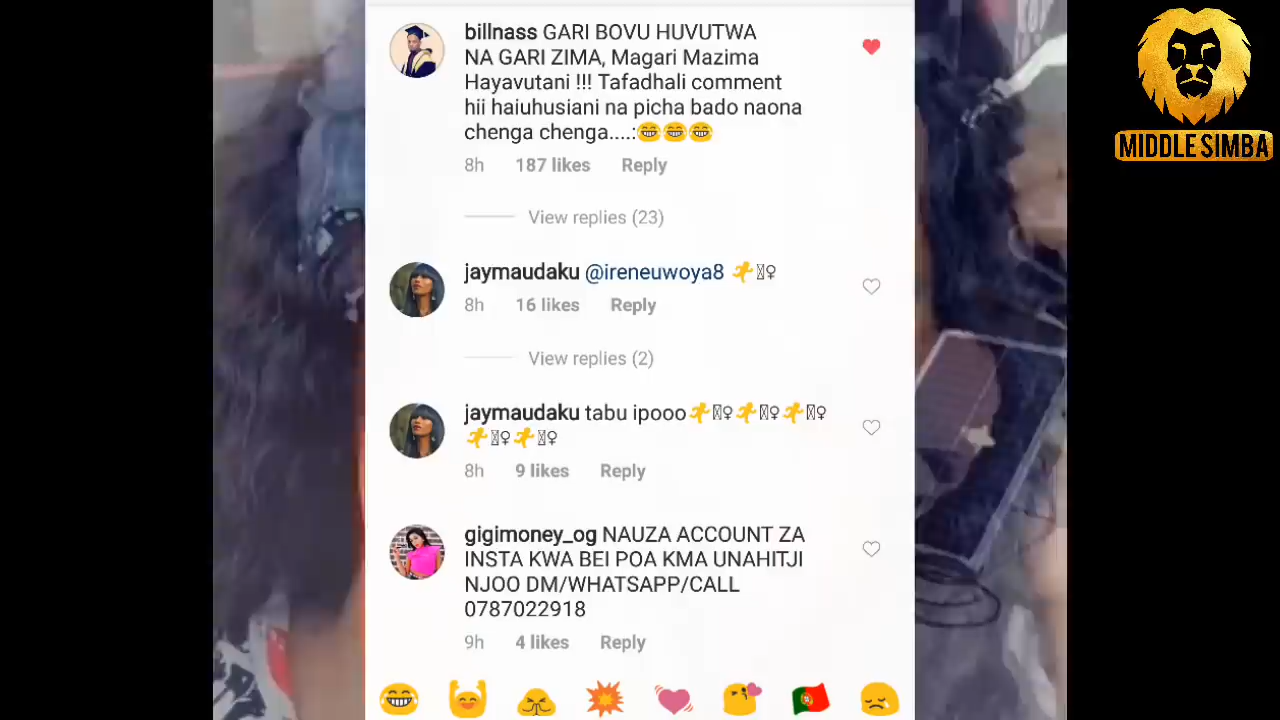 billnass GARI BOVU HUVUTWA
NA GARI ZIMA, Magari Mazima
Hayavutani !!! Tafadhali comment
hii haiuhusiani na picha bado naona
chenga chenga....:😂😂😂
8h 187 likes Reply
View replies (23)
jaymaudaku @ireneuwoya8 🏃‍♀
8h 16 likes Reply
View replies (2)
jaymaudaku tabu ipooo🏃‍♀🏃‍♀🏃‍♀
🏃‍♀🏃‍♀
8h 9 likes Reply
gigimoney_og NAUZA ACCOUNT ZA
INSTA KWA BEI POA KMA UNAHITJI
NJOO DM/WHATSAPP/CALL
0787022918
9h 4 likes Reply
MIDDLE SIMBA